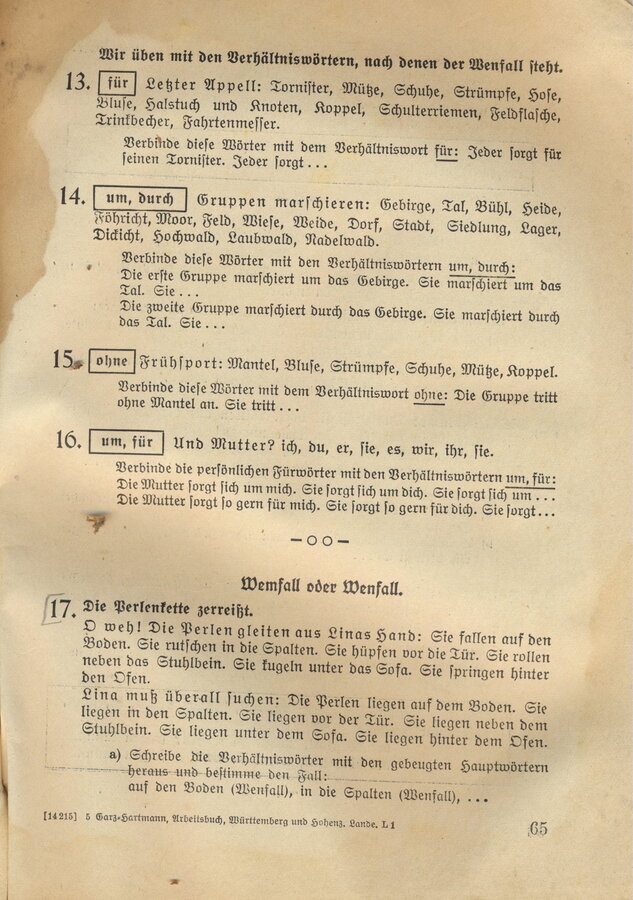 Wir üben mit den Verhältniswörtern, nach denen der Wenfall steht.
13. für Letzter Appell: Tornister, Mütze, Schuhe, Strümpfe, Hose,
Bluse, Halstuch und Knoten, Koppel, Schulterriemen, Feldflasche,
Trinkbecher, Fahrtenmesser.
Verbinde diese Wörter mit dem Verhältniswort für: Jeder sorgt für
seinen Tornister. Jeder sorgt ...
14. um, durch Gruppen marschieren: Gebirge, Tal, Bühl, Heide,
Föhricht, Moor, Feld, Wiese, Weide, Dorf, Stadt, Siedlung, Lager,
Dickicht, Hochwald, Laubwald, Nadelwald.
Verbinde diese Wörter mit den Verhältniswörtern um, durch:
Die erste Gruppe marschiert um das Gebirge. Sie marschiert um das
Tal. Sie ...
Die zweite Gruppe marschiert durch das Gebirge. Sie marschiert durch
das Tal. Sie ...
15. ohne Frühsport: Mantel, Bluse, Strümpfe, Schuhe, Mütze, Koppel.
Verbinde diese Wörter mit dem Verhältniswort ohne: Die Gruppe tritt
ohne Mantel an. Sie tritt ...
16. um, für Und Mutter? ich, du, er, sie, es, wir, ihr, sie.
Verbinde die persönlichen Fürwörter mit den Verhältniswörtern um, für:
Die Mutter sorgt sich um mich. Sie sorgt sich um dich. Sie sorgt sich um ...
Die Mutter sorgt so gern für mich. Sie sorgt so gern für dich. Sie sorgt ...
Wemfall oder Wenfall.
17. Die Perlenkette zerreißt.
O weh! Die Perlen gleiten aus Linas Hand: Sie fallen auf den
Boden. Sie rutschen in die Spalten. Sie hüpfen vor die Tür. Sie rollen
neben das Stuhlbein. Sie kugeln unter das Sofa. Sie springen hinter
den Ofen.
Lina muß überall suchen: Die Perlen liegen auf dem Boden. Sie
liegen in den Spalten. Sie liegen vor der Tür. Sie liegen neben dem
Stuhlbein. Sie liegen unter dem Sofa. Sie liegen hinter dem Ofen.
a) Schreibe die Verhältniswörter mit den gebeugten Hauptwörtern
heraus und bestimme den Fall:
auf den Boden (Wenfall), in die Spalten (Wenfall), ...
[14215] 5 Garz-Hartmann, Arbeitsbuch, Württemberg und Hohenz. Lande. L 1
65